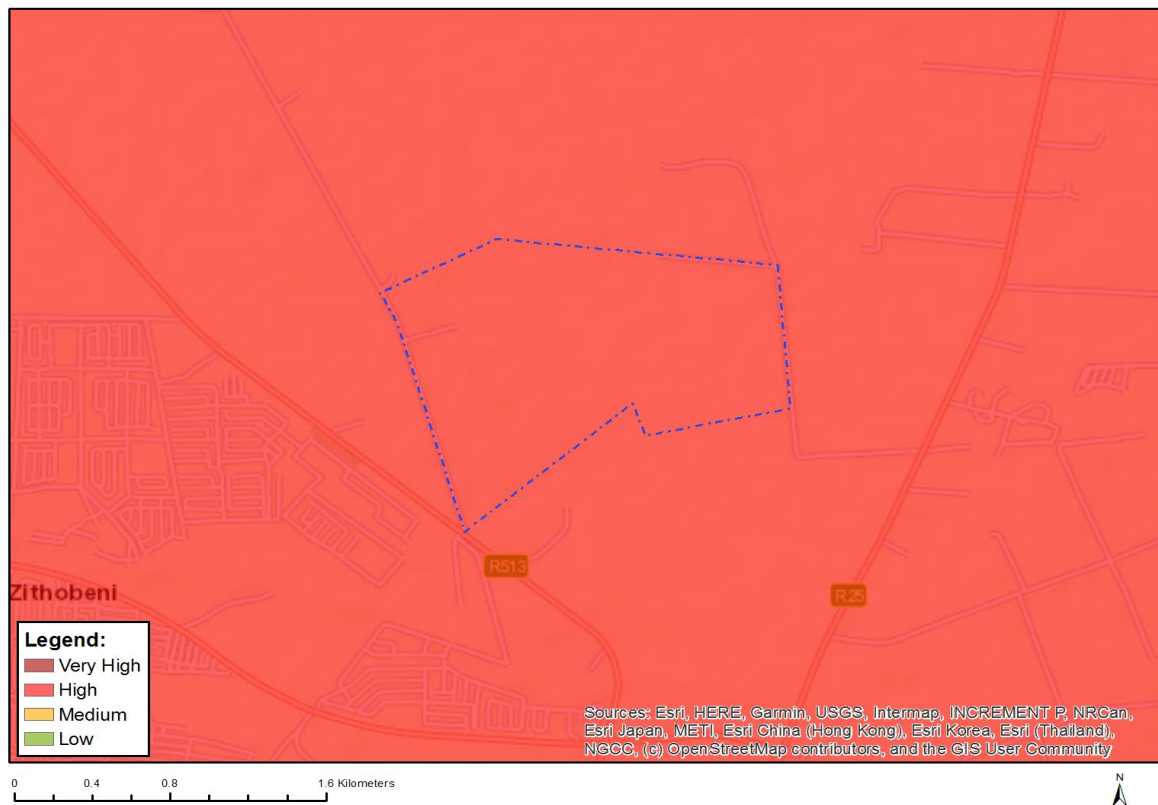 R513
R25
Zithobeni
Legend:
Very High
High
Medium
Low
Sources: Esri, HERE, Garmin, USGS, Intermap, INCREMENT P, NRCan,
Esri Japan, METI, Esri China (Hong Kong), Esri Korea, Esri (Thailand),
NGCC, (c) OpenStreetMap contributors, and the GIS User Community
0 0.4 0.8 1.6 Kilometers
N